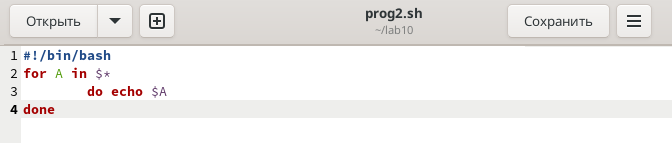 Открыть
prog2.sh
~/lab10
Сохранить
1 #!/bin/bash
2 for A in $*
3         do echo $A
4 done